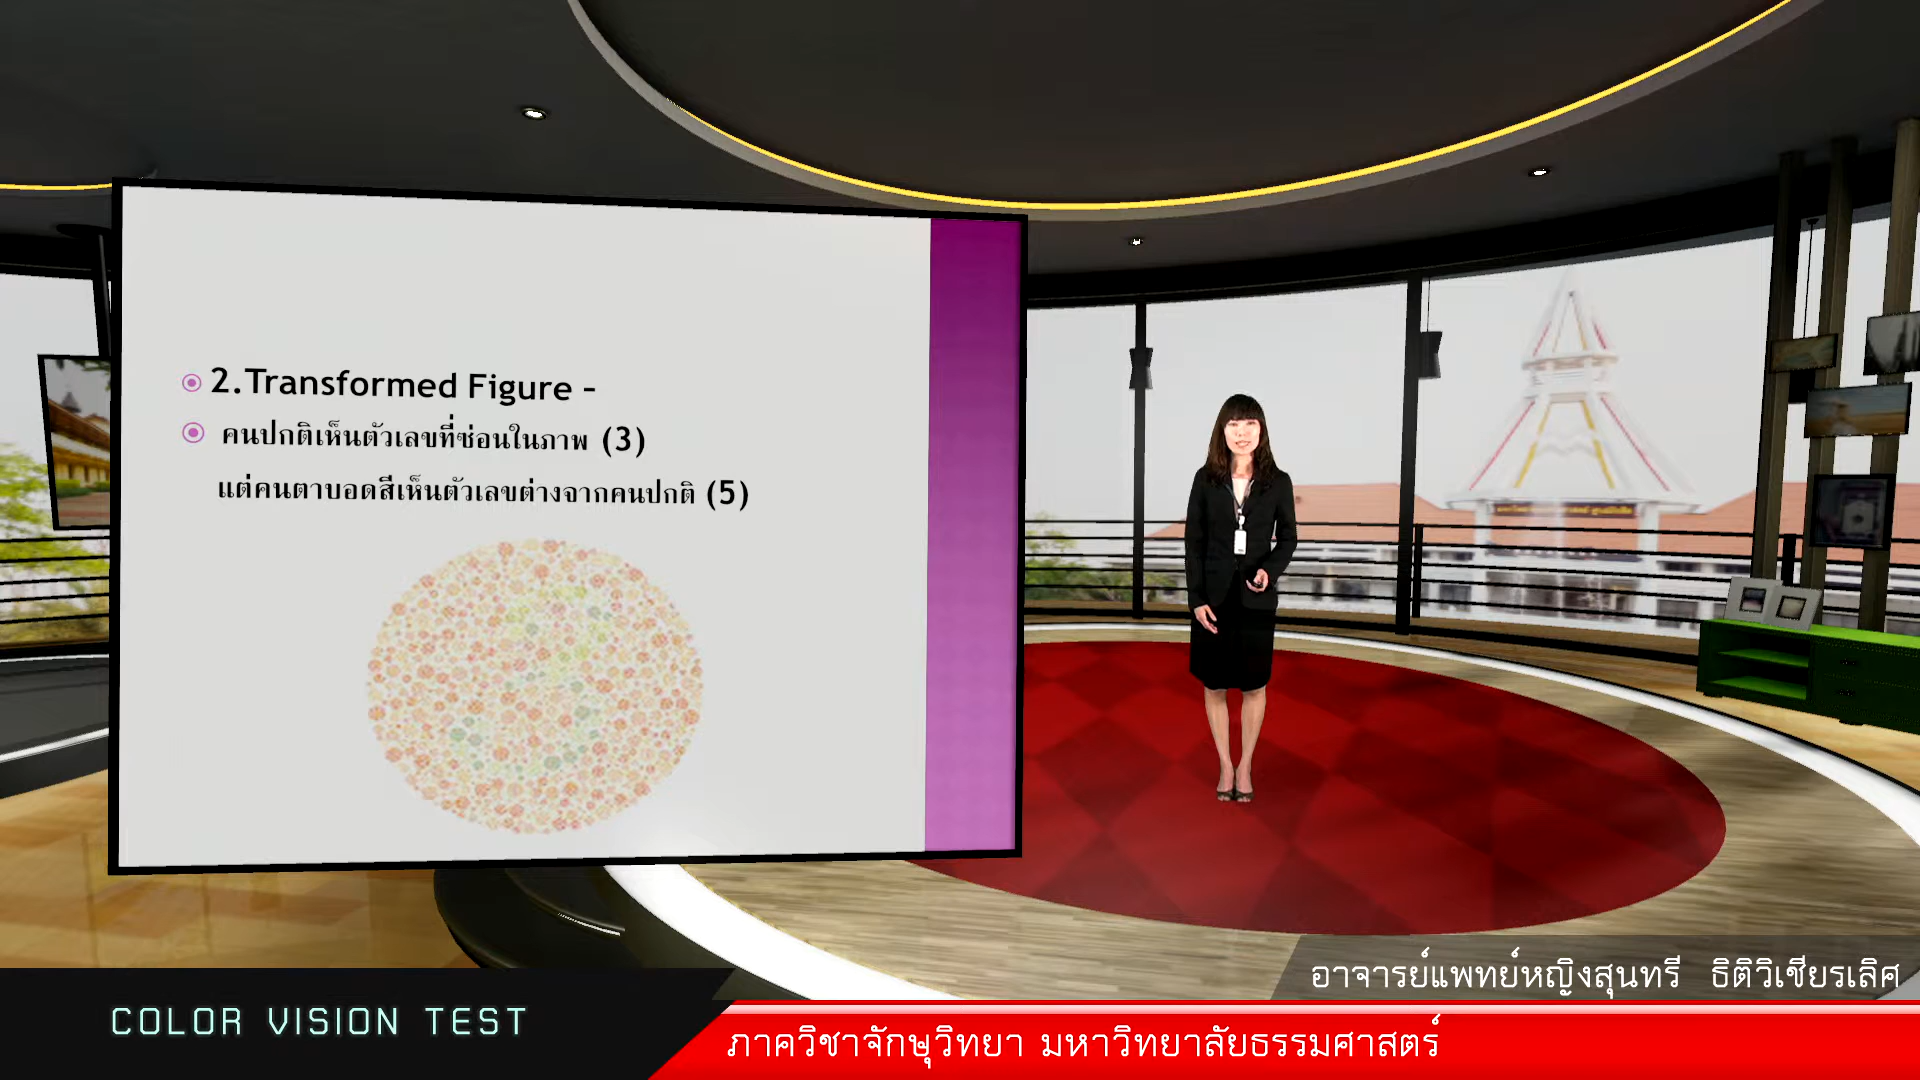 2.Transformed Figure -
คนปกติเห็นตัวเลขที่ซ่อนในภาพ (3)
แต่คนตาบอดสีเห็นตัวเลขต่างจากคนปกติ (5)
อาจารย์แพทย์หญิงสุนทรี ธิติวิเชียรเลิศ
COLOR VISION TEST
ภาควิชาจักษุวิทยา มหาวิทยาลัยธรรมศาสตร์